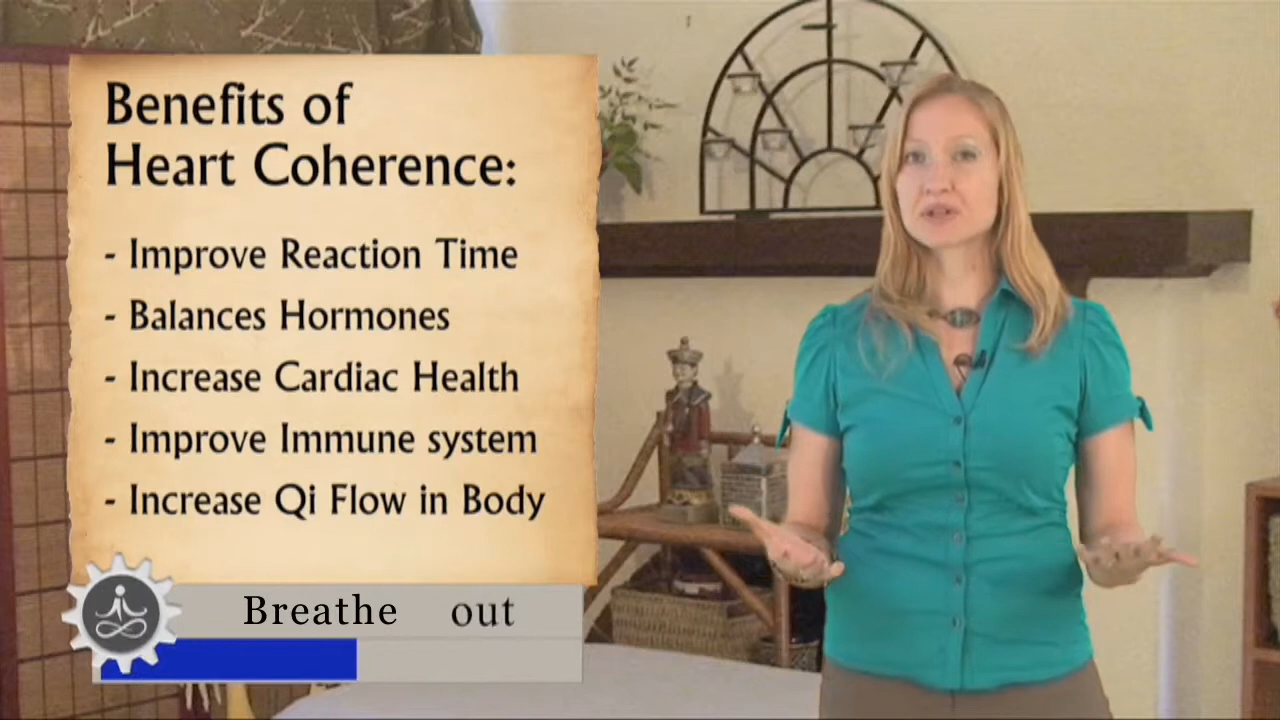 Benefits of
Heart Coherence:
- Improve Reaction Time
- Balances Hormones
- Increase Cardiac Health
- Improve Immune system
- Increase Qi Flow in Body
Breathe out